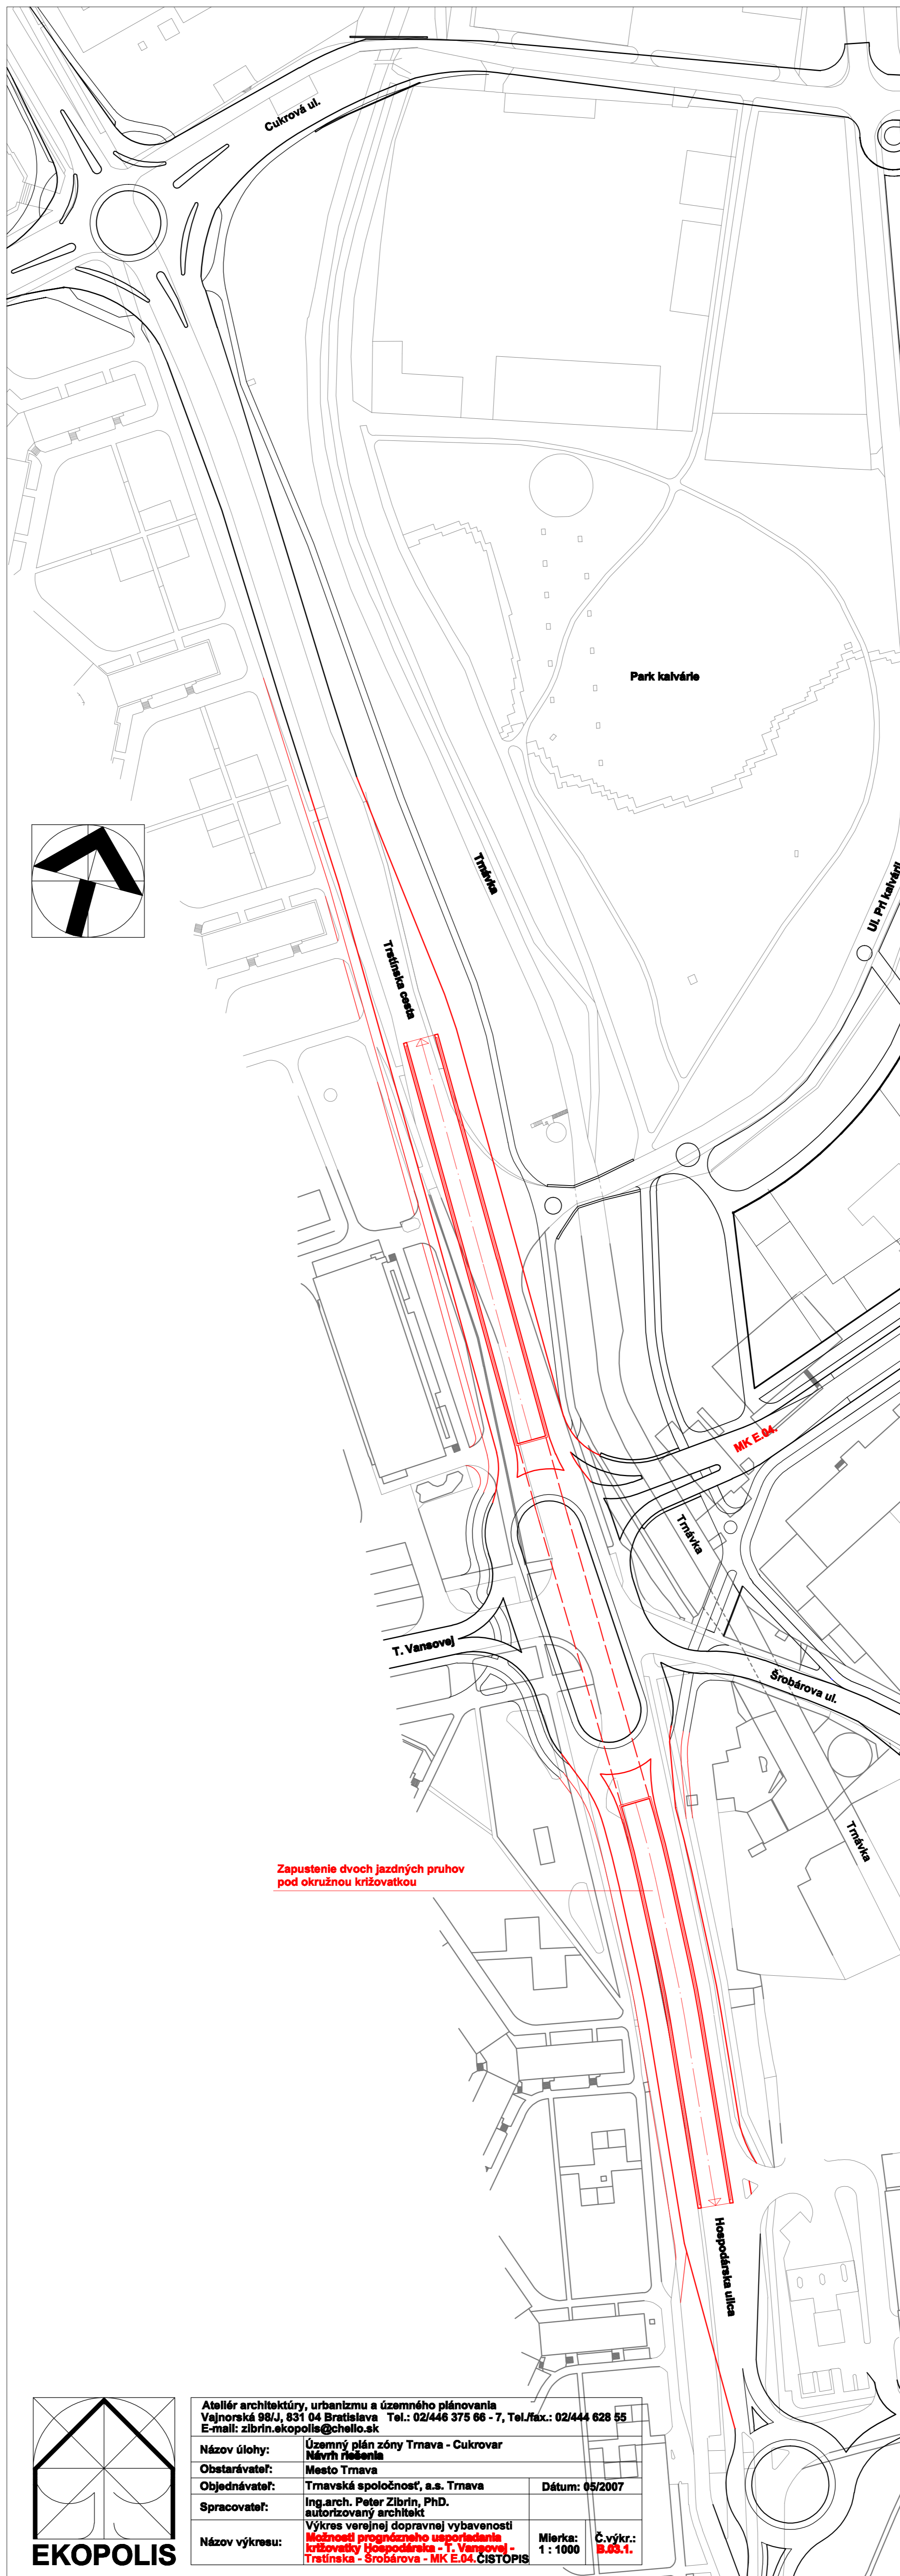 Cukrová ul.
Park kalvárie
Trnávka
Ul. Pri kalvárii
Trstínska cesta
MK E.04.
Trnávka
T. Vansovej
Šrobárova ul.
Trnávka
Zapustenie dvoch jazdných pruhov
pod okružnou križovatkou
Hospodárska ulica
Ateliér architektúry, urbanizmu a územného plánovania
Vajnorská 98/J, 831 04 Bratislava Tel.: 02/446 375 66 - 7, Tel./fax.: 02/444 628 55
E-mail: zibrin.ekopolis@chello.sk
Názov úlohy: Územný plán zóny Trnava - Cukrovar
Návrh riešenia
Obstarávateľ: Mesto Trnava
Objednávateľ: Trnavská spoločnosť, a.s. Trnava Dátum: 05/2007
Spracovateľ: Ing.arch. Peter Zibrin, PhD.
autorizovaný architekt
Názov výkresu: Výkres verejnej dopravnej vybavenosti
Možnosti prognózneho usporiadania
križovatky Hospodárska - T. Vansovej -
Trstínska - Šrobárova - MK E.04. ČISTOPIS
Mierka:
1 : 1000
Č.výkr.:
B.03.1.
EKOPOLIS